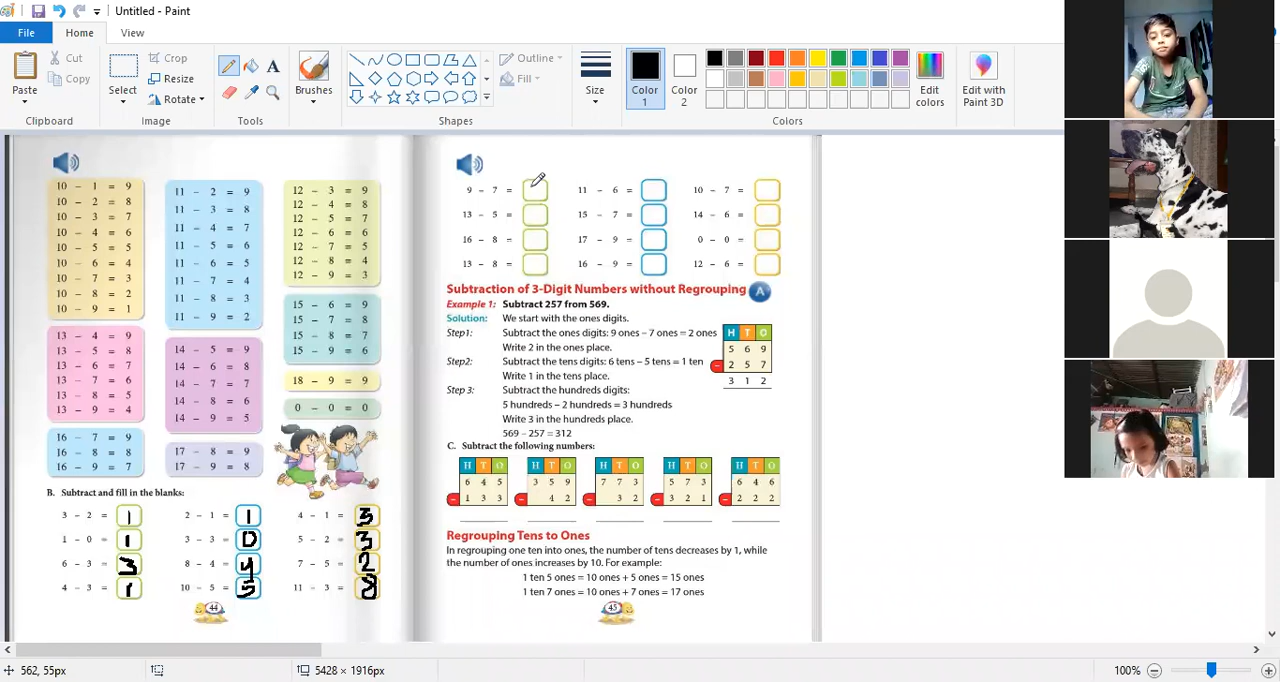 Untitled - Paint
File
Home
View
Paste
Cut
Copy
Clipboard
Select
Crop
Resize
Rotate
Image
Tools
Brushes
Shapes
Outline
Fill
Size
Color 1
Color 2
Colors
Edit colors
Edit with Paint 3D
10 - 1 = 9
10 - 2 = 8
10 - 3 = 7
10 - 4 = 6
10 - 5 = 5
10 - 6 = 4
10 - 7 = 3
10 - 8 = 2
10 - 9 = 1
11 - 2 = 9
11 - 3 = 8
11 - 4 = 7
11 - 5 = 6
11 - 6 = 5
11 - 7 = 4
11 - 8 = 3
11 - 9 = 2
12 - 3 = 9
12 - 4 = 8
12 - 5 = 7
12 - 6 = 6
12 - 7 = 5
12 - 8 = 4
12 - 9 = 3
13 - 4 = 9
13 - 5 = 8
13 - 6 = 7
13 - 7 = 6
13 - 8 = 5
13 - 9 = 4
14 - 5 = 9
14 - 6 = 8
14 - 7 = 7
14 - 8 = 6
14 - 9 = 5
15 - 6 = 9
15 - 7 = 8
15 - 8 = 7
15 - 9 = 6
18 - 9 = 9
0 - 0 = 0
16 - 7 = 9
16 - 8 = 8
16 - 9 = 7
17 - 8 = 9
17 - 9 = 8
B. Subtract and fill in the blanks:
3 - 2 = 1 2 - 1 = 1 4 - 1 = 3
1 - 0 = 1 3 - 3 = 0 5 - 2 = 3
6 - 3 = 3 8 - 4 = 4 7 - 5 = 2
4 - 3 = 1 10 - 5 = 5 11 - 3 = 8
44
9 - 7 = 11 - 6 = 10 - 7 =
13 - 5 = 15 - 7 = 14 - 6 =
16 - 8 = 17 - 9 = 0 - 0 =
13 - 8 = 16 - 9 = 12 - 6 =
Subtraction of 3-Digit Numbers without Regrouping A
Example 1: Subtract 257 from 569.
Solution: We start with the ones digits.
Step1: Subtract the ones digits: 9 ones – 7 ones = 2 ones
Write 2 in the ones place.
Step2: Subtract the tens digits: 6 tens – 5 tens = 1 ten
Write 1 in the tens place.
Step 3: Subtract the hundreds digits:
5 hundreds – 2 hundreds = 3 hundreds
Write 3 in the hundreds place.
569 – 257 = 312
H T O
5 6 9
- 2 5 7
3 1 2
C. Subtract the following numbers:
H T O H T O H T O H T O H T O
6 4 5 3 5 9 7 7 3 5 7 3 6 4 6
- 1 3 3 - 4 2 - 3 2 - 3 2 1 - 2 2 2
Regrouping Tens to Ones
In regrouping one ten into ones, the number of tens decreases by 1, while
the number of ones increases by 10. For example:
1 ten 5 ones = 10 ones + 5 ones = 15 ones
1 ten 7 ones = 10 ones + 7 ones = 17 ones
45
562, 55px
5428 × 1916px
100%